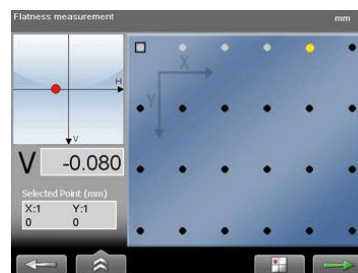 Flatness measurement mm
H
V
V -0.080
Selected Point (mm)
X:1 Y:1
0 0
X
Y